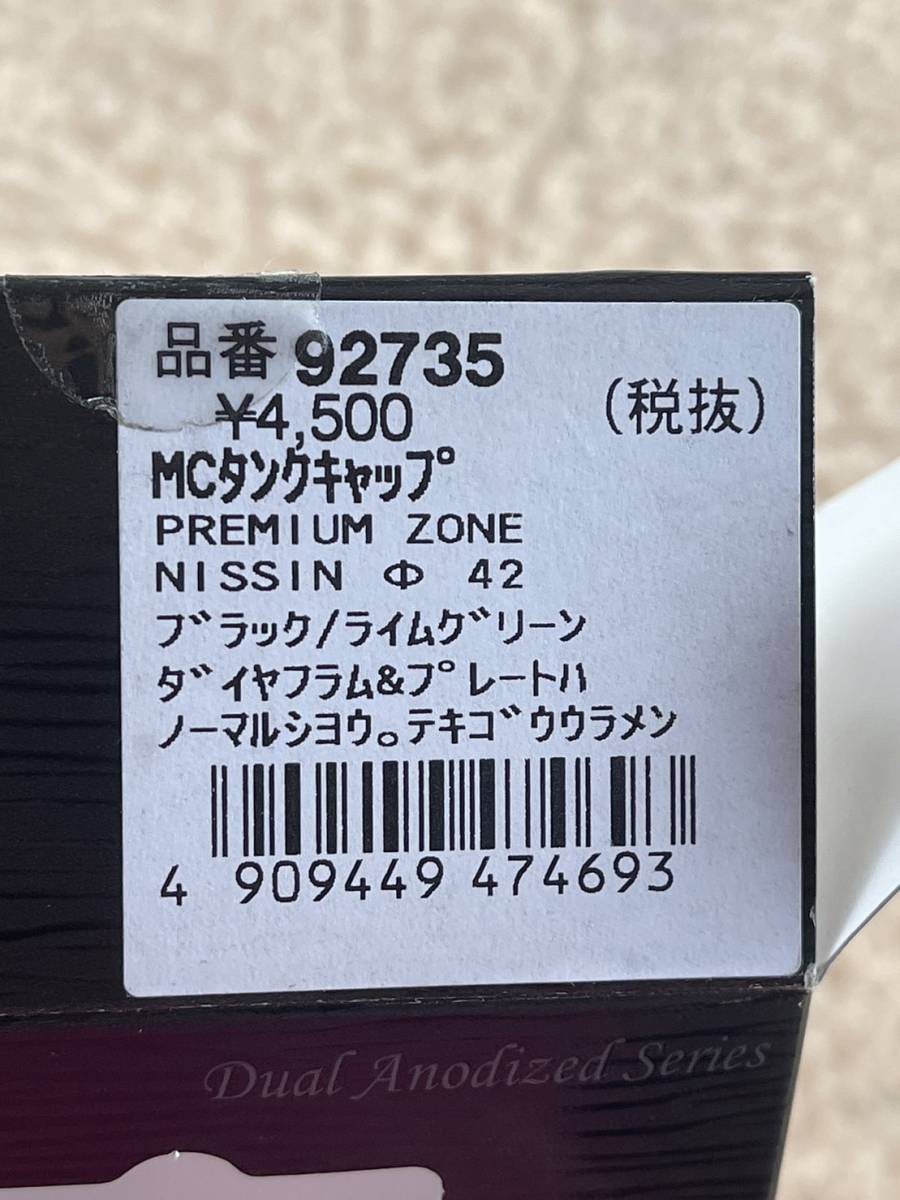 品番 92735
¥4,500 (税抜)
MCﾀﾝｸｷｬｯﾌﾟ
PREMIUM ZONE
NISSIN Φ 42
ﾌﾞﾗｯｸ/ﾗｲﾑｸﾞﾘｰﾝ
ﾀﾞｲﾔﾌﾗﾑ&ﾌﾟﾚｰﾄﾊ
ﾉｰﾏﾙｼﾖｳ｡ﾃｷｺﾞｳｳﾗﾒﾝ
4 909449 474693
Dual Anodized Series